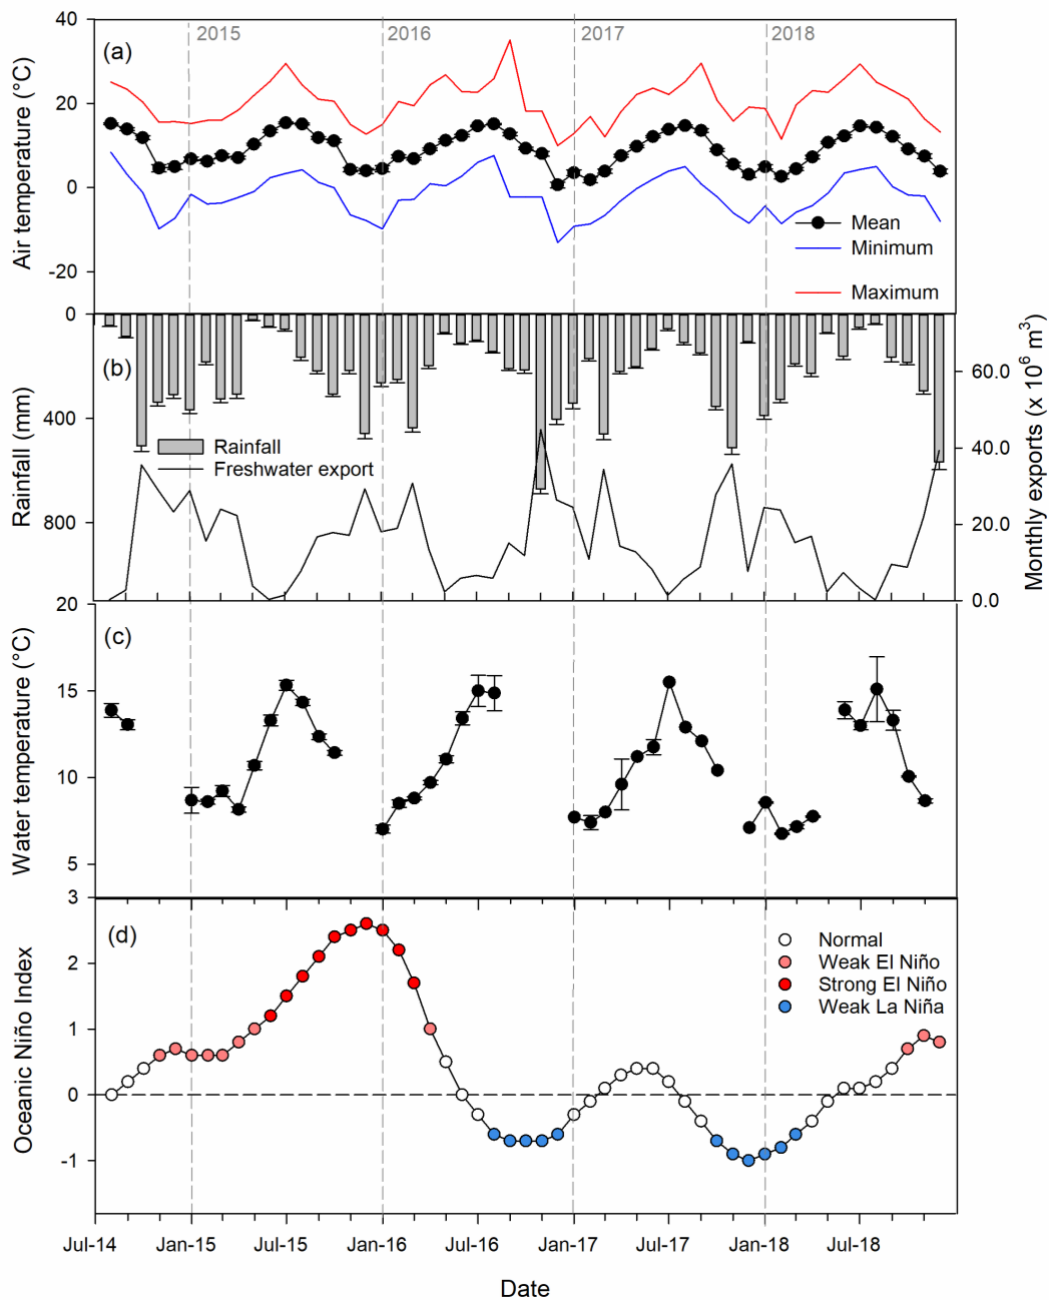 40
20
0
-20
Air temperature (°C)
(a)
2015
2016
2017
2018
Mean
Minimum
Maximum
0
400
800
Rainfall (mm)
(b)
Rainfall
Freshwater export
60.0
40.0
20.0
0.0
Monthly exports (x 10⁶ m³)
20
15
10
5
3
Water temperature (°C)
(c)
2
1
0
-1
Oceanic Niño Index
(d)
Normal
Weak El Niño
Strong El Niño
Weak La Niña
Jul-14 Jan-15 Jul-15 Jan-16 Jul-16 Jan-17 Jul-17 Jan-18 Jul-18
Date